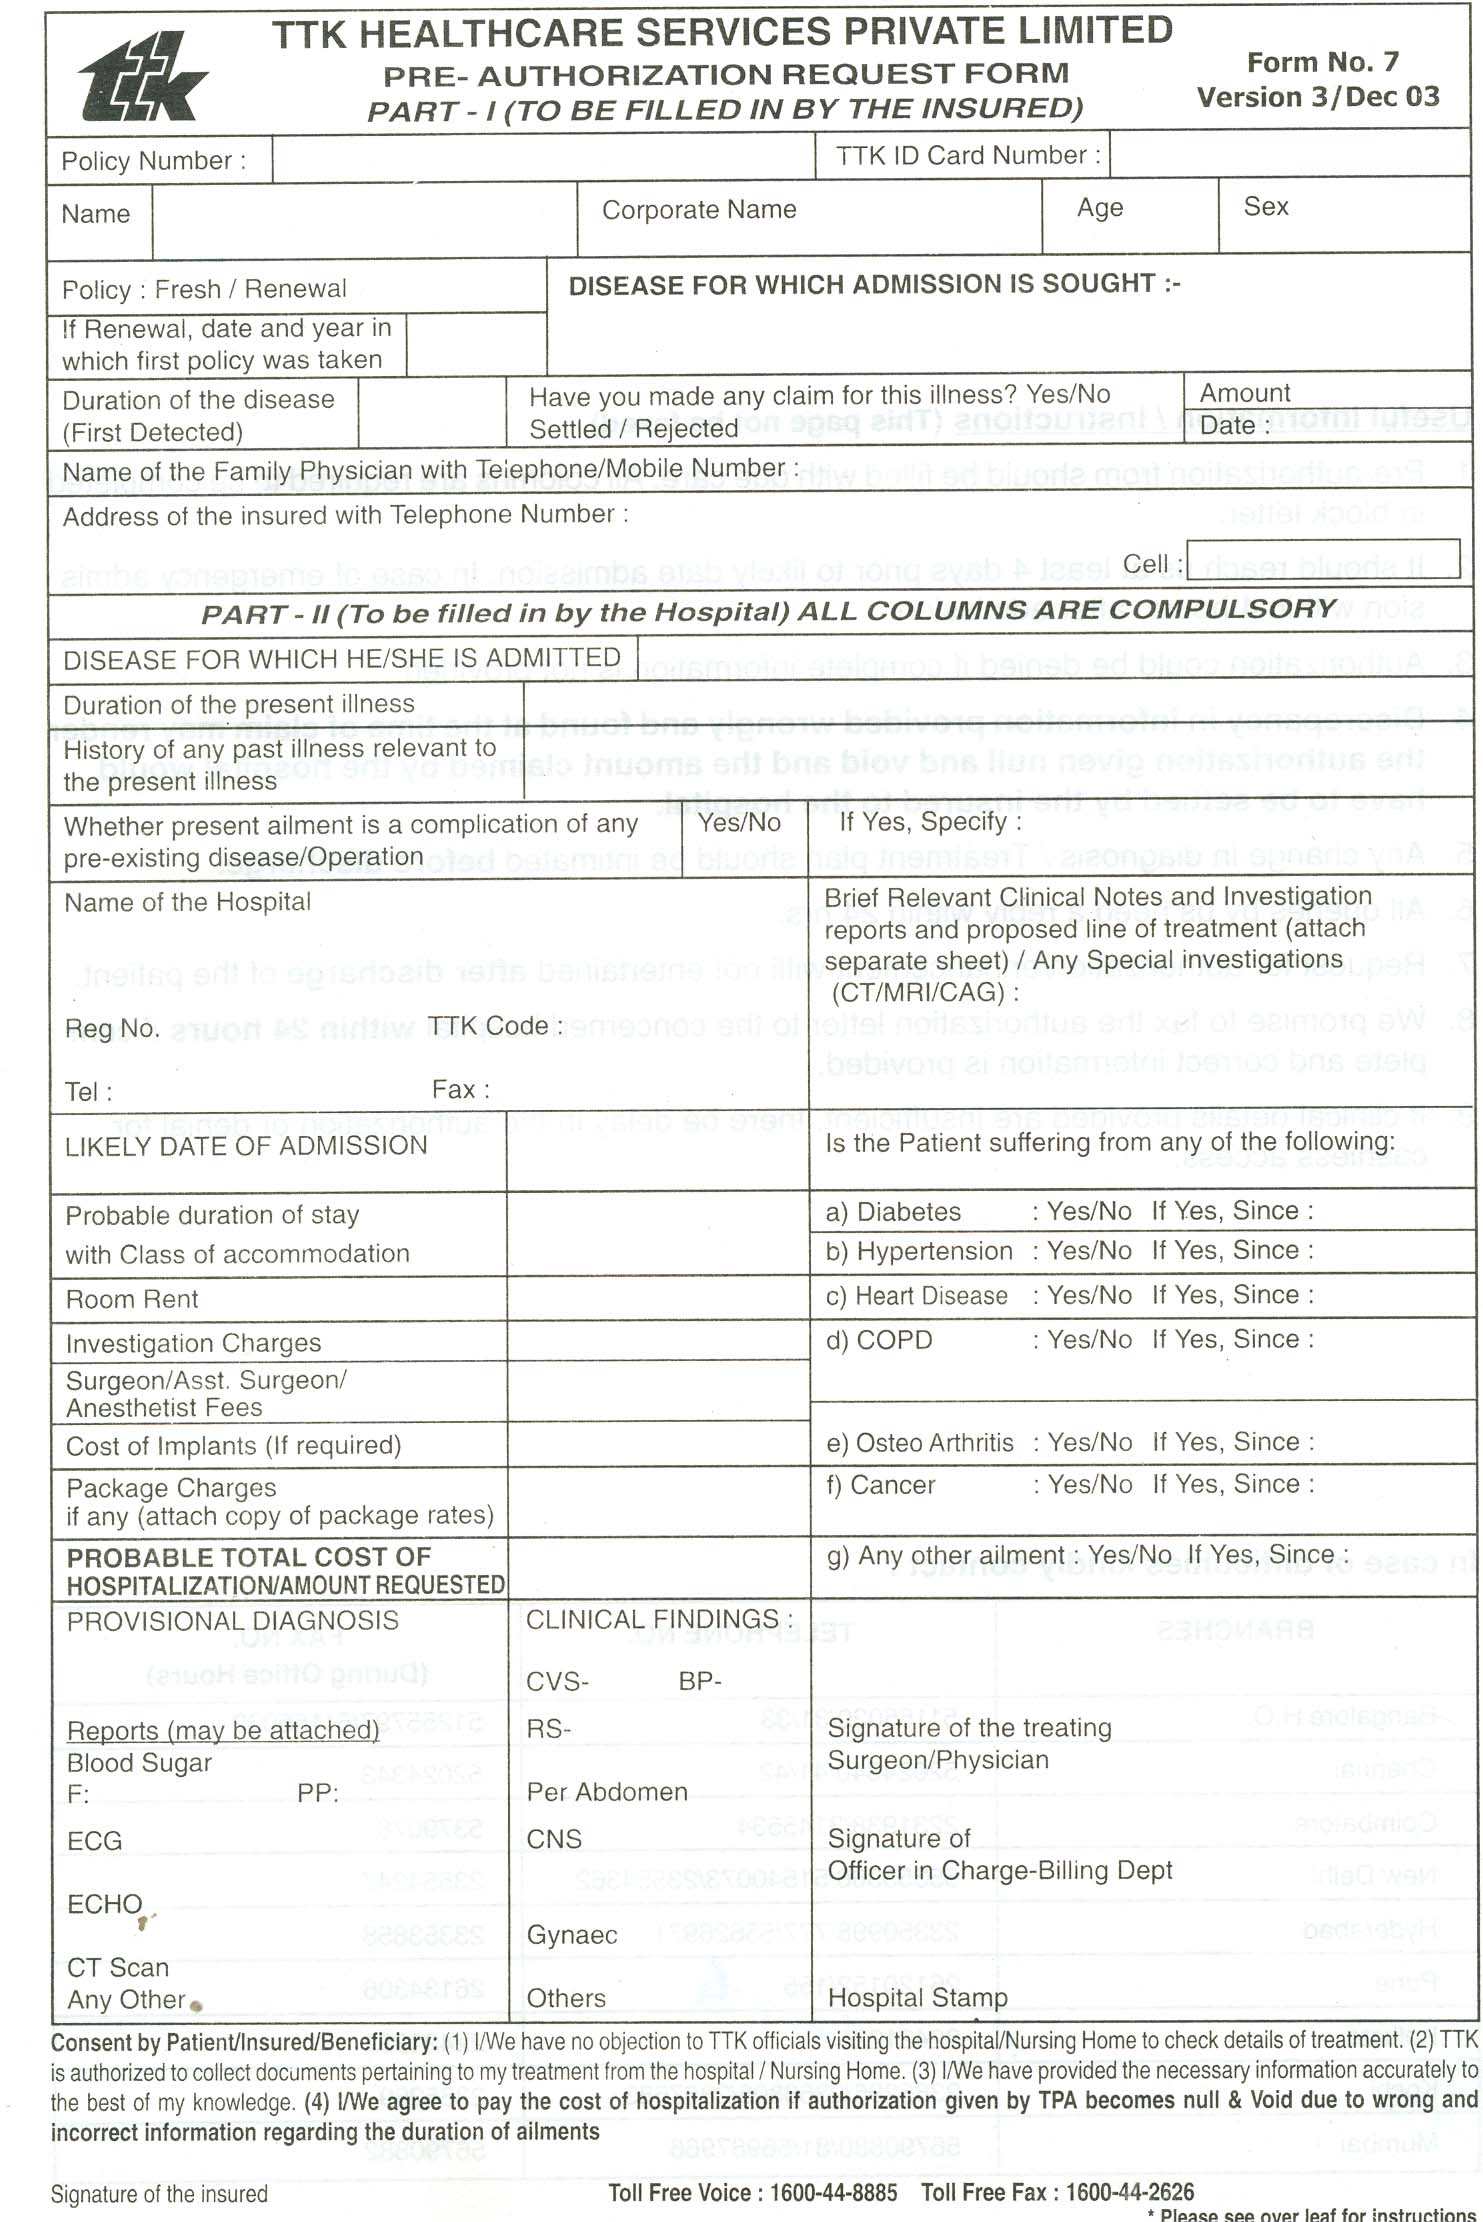 ttk
TTK HEALTHCARE SERVICES PRIVATE LIMITED
PRE- AUTHORIZATION REQUEST FORM
PART - I (TO BE FILLED IN BY THE INSURED)
Form No. 7
Version 3/Dec 03
Policy Number :
TTK ID Card Number :
Name
Corporate Name
Age
Sex
Policy : Fresh / Renewal
DISEASE FOR WHICH ADMISSION IS SOUGHT :-
If Renewal, date and year in
which first policy was taken
Duration of the disease
(First Detected)
Have you made any claim for this illness? Yes/No
Settled / Rejected
Amount
Date :
Name of the Family Physician with Telephone/Mobile Number :
Address of the insured with Telephone Number :
Cell :
PART - II (To be filled in by the Hospital) ALL COLUMNS ARE COMPULSORY
DISEASE FOR WHICH HE/SHE IS ADMITTED
Duration of the present illness
History of any past illness relevant to
the present illness
Whether present ailment is a complication of any
pre-existing disease/Operation
Yes/No
If Yes, Specify :
Name of the Hospital
Reg No. TTK Code :
Tel : Fax :
Brief Relevant Clinical Notes and Investigation
reports and proposed line of treatment (attach
separate sheet) / Any Special investigations
(CT/MRI/CAG) :
LIKELY DATE OF ADMISSION
Is the Patient suffering from any of the following:
Probable duration of stay
with Class of accommodation
a) Diabetes : Yes/No If Yes, Since :
b) Hypertension : Yes/No If Yes, Since :
Room Rent
c) Heart Disease : Yes/No If Yes, Since :
Investigation Charges
d) COPD : Yes/No If Yes, Since :
Surgeon/Asst. Surgeon/
Anesthetist Fees
Cost of Implants (If required)
e) Osteo Arthritis : Yes/No If Yes, Since :
Package Charges
if any (attach copy of package rates)
f) Cancer : Yes/No If Yes, Since :
PROBABLE TOTAL COST OF
HOSPITALIZATION/AMOUNT REQUESTED
g) Any other ailment : Yes/No If Yes, Since :
PROVISIONAL DIAGNOSIS
Reports (may be attached)
Blood Sugar
F: PP:
ECG
ECHO
CT Scan
Any Other
CLINICAL FINDINGS :
CVS- BP-
RS-
Per Abdomen
CNS
Gynaec
Others
Signature of the treating
Surgeon/Physician
Signature of
Officer in Charge-Billing Dept
Hospital Stamp
Consent by Patient/Insured/Beneficiary: (1) I/We have no objection to TTK officials visiting the hospital/Nursing Home to check details of treatment. (2) TTK
is authorized to collect documents pertaining to my treatment from the hospital / Nursing Home. (3) I/We have provided the necessary information accurately to
the best of my knowledge. (4) I/We agree to pay the cost of hospitalization if authorization given by TPA becomes null & Void due to wrong and
incorrect information regarding the duration of ailments
Signature of the insured
Toll Free Voice : 1600-44-8885 Toll Free Fax : 1600-44-2626
* Please see over leaf for instructions